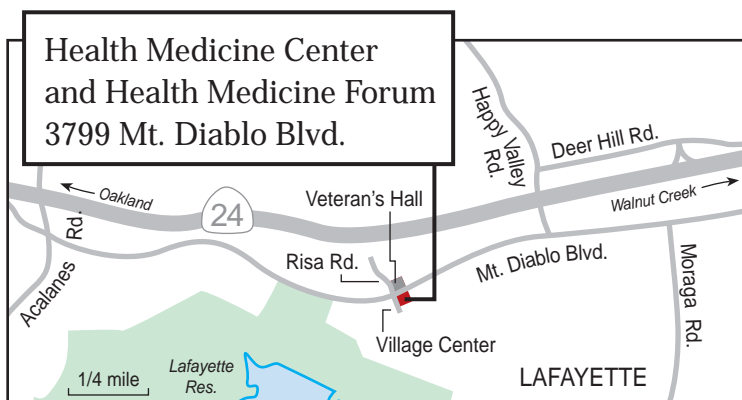 Health Medicine Center
and Health Medicine Forum
3799 Mt. Diablo Blvd.
Happy Valley
Rd.
Deer Hill Rd.
Oakland
24
Veteran's Hall
Walnut Creek
Acalanes Rd.
Risa Rd.
Mt. Diablo Blvd.
Moraga Rd.
Village Center
Lafayette
Res.
1/4 mile
LAFAYETTE